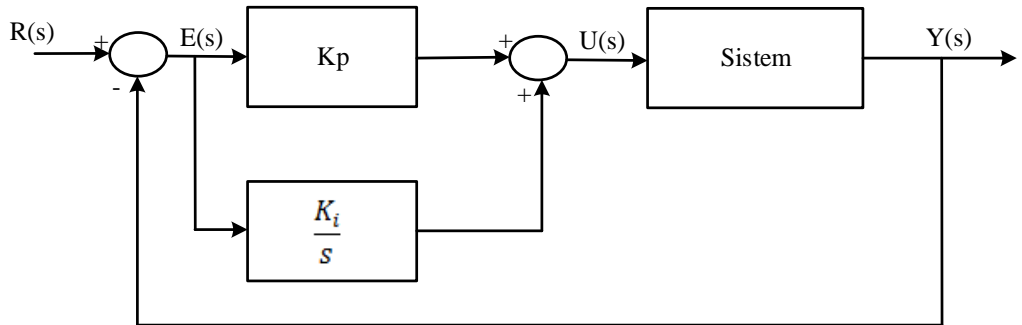 R(s)
+
-
E(s)
Kp
+
+
U(s)
Sistem
Y(s)
K_i
s